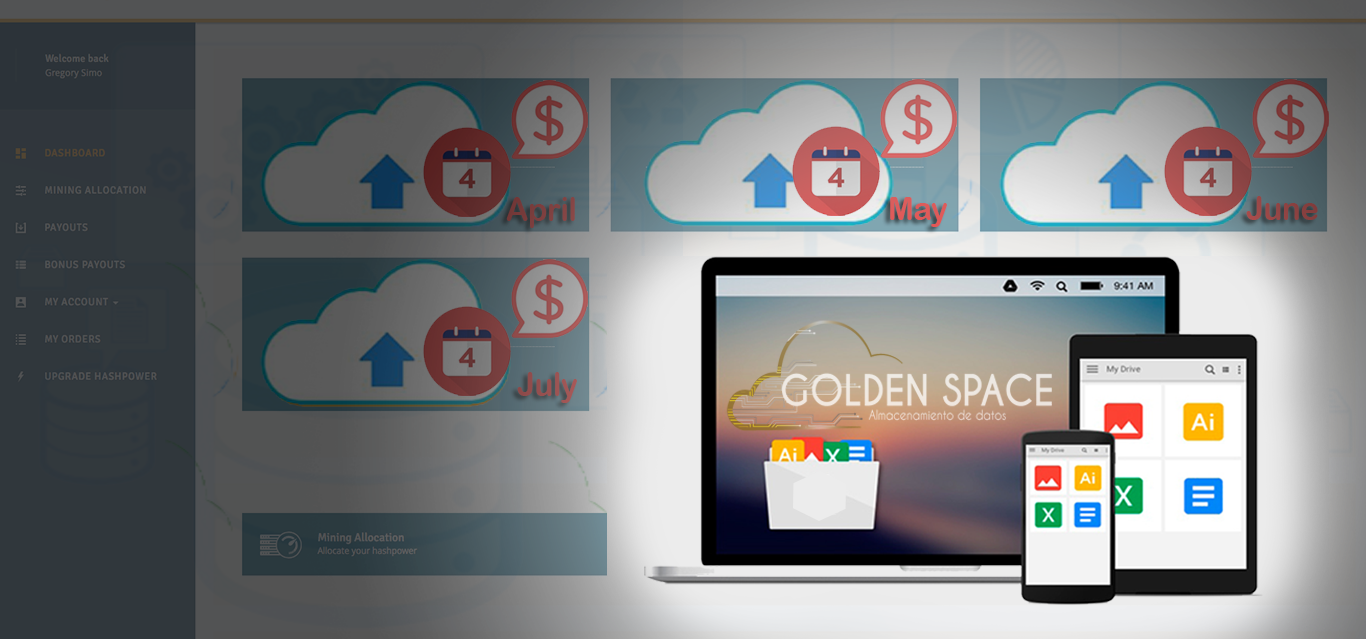 Welcome back
Gregory Simo
DASHBOARD
MINING ALLOCATION
PAYOUTS
BONUS PAYOUTS
MY ACCOUNT
MY ORDERS
UPGRADE HASHPOWER
$
4
April
$
4
May
$
4
June
$
4
July
Mining Allocation
Allocate your hashpower
9:41 AM
GOLDEN SPACE
Almacenamiento de datos
Ai
X
My Drive
Ai
X
My Drive
Ai
X